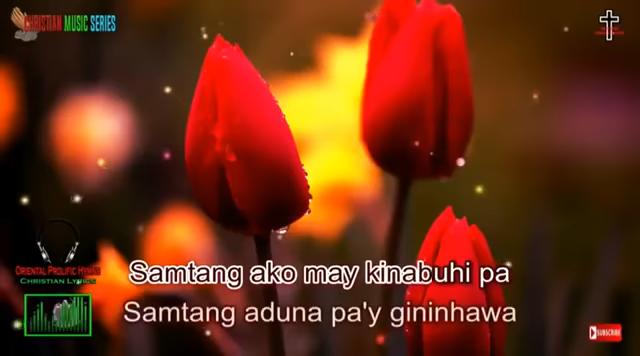 CHRISTIAN MUSIC SERIES
ORIENTAL PROLIFIC HYMNS
CHRISTIAN LYRICS
Samtang ako may kinabuhi pa
Samtang aduna pa'y gininhawa
SUBSCRIBE